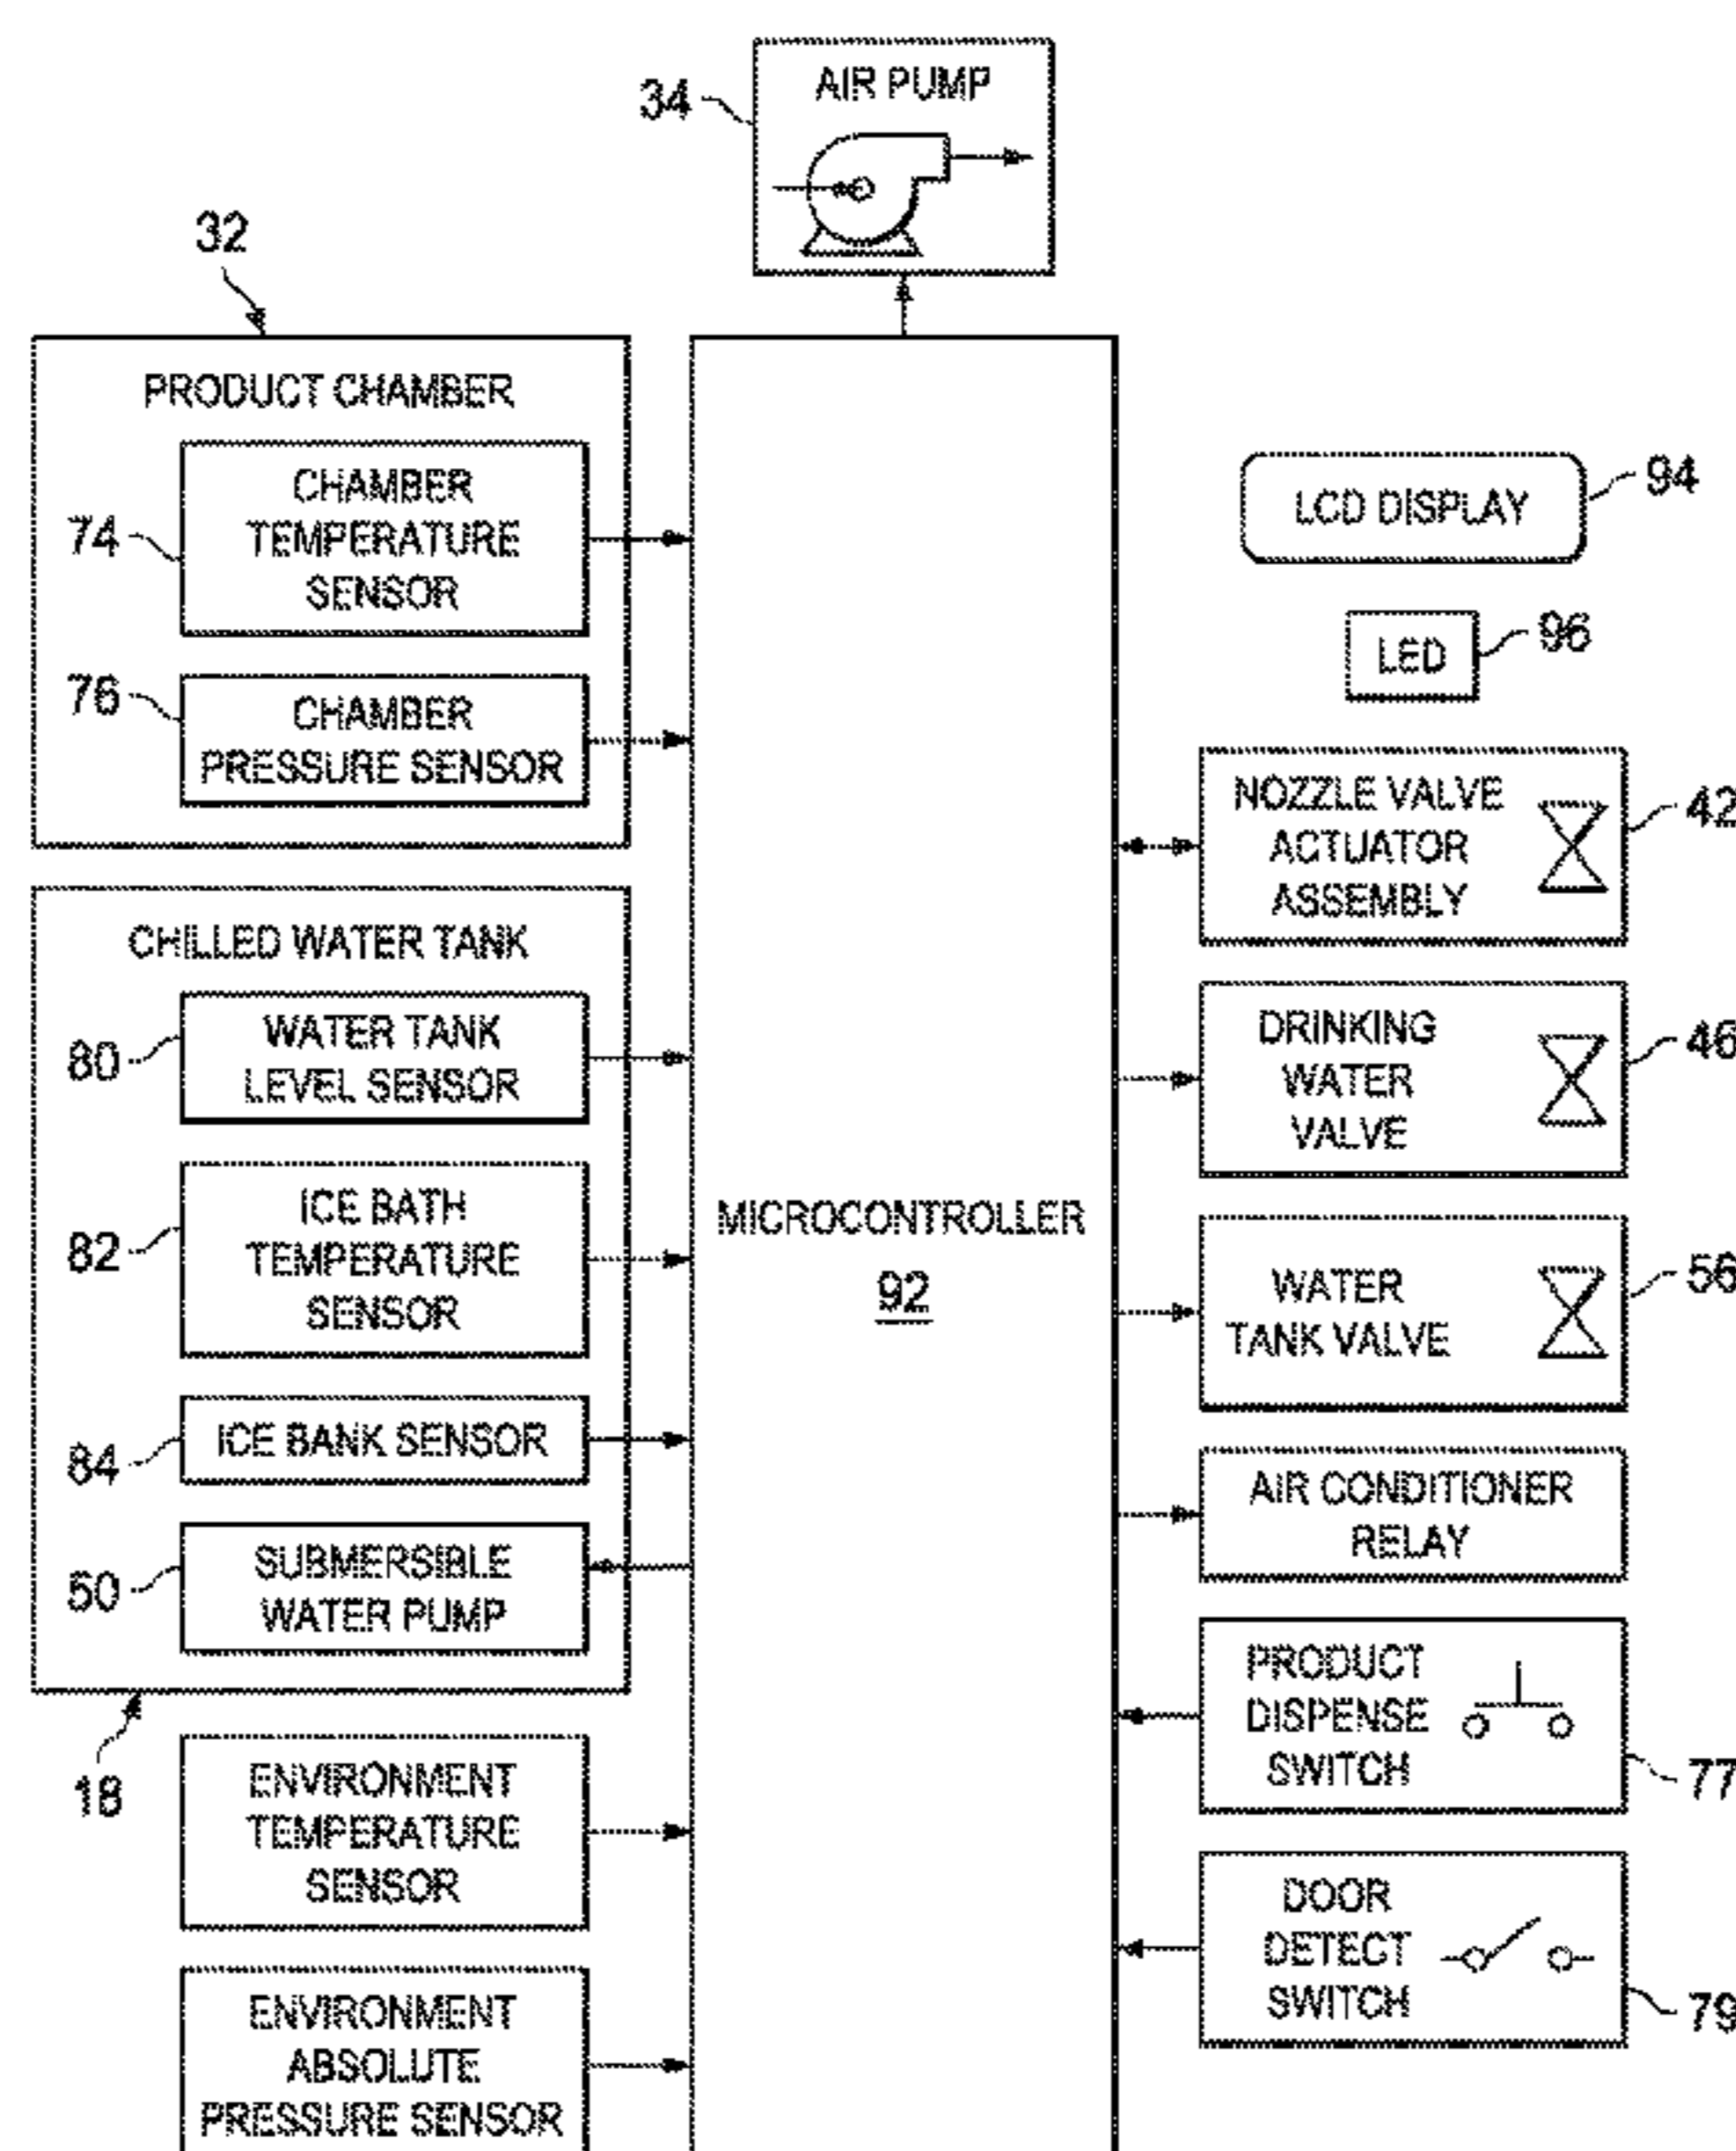 34
AIR PUMP
32
PRODUCT CHAMBER
74
CHAMBER
TEMPERATURE
SENSOR
76
CHAMBER
PRESSURE SENSOR
CHILLED WATER TANK
80
WATER TANK
LEVEL SENSOR
82
ICE BATH
TEMPERATURE
SENSOR
84
ICE BANK SENSOR
50
SUBMERSIBLE
WATER PUMP
18
ENVIRONMENT
TEMPERATURE
SENSOR
ENVIRONMENT
ABSOLUTE
PRESSURE SENSOR
MICROCONTROLLER
92
LCD DISPLAY
94
LED
96
NOZZLE VALVE
ACTUATOR
ASSEMBLY
42
DRINKING
WATER
VALVE
46
WATER
TANK VALVE
56
AIR CONDITIONER
RELAY
PRODUCT
DISPENSE
SWITCH
77
DOOR
DETECT
SWITCH
79